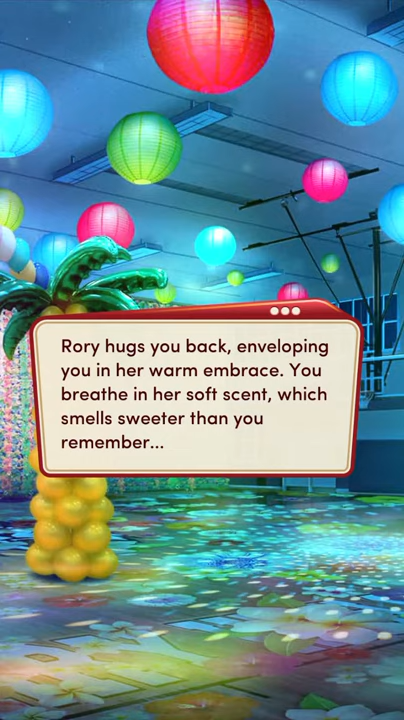 Rory hugs you back, enveloping
you in her warm embrace. You
breathe in her soft scent, which
smells sweeter than you
remember...